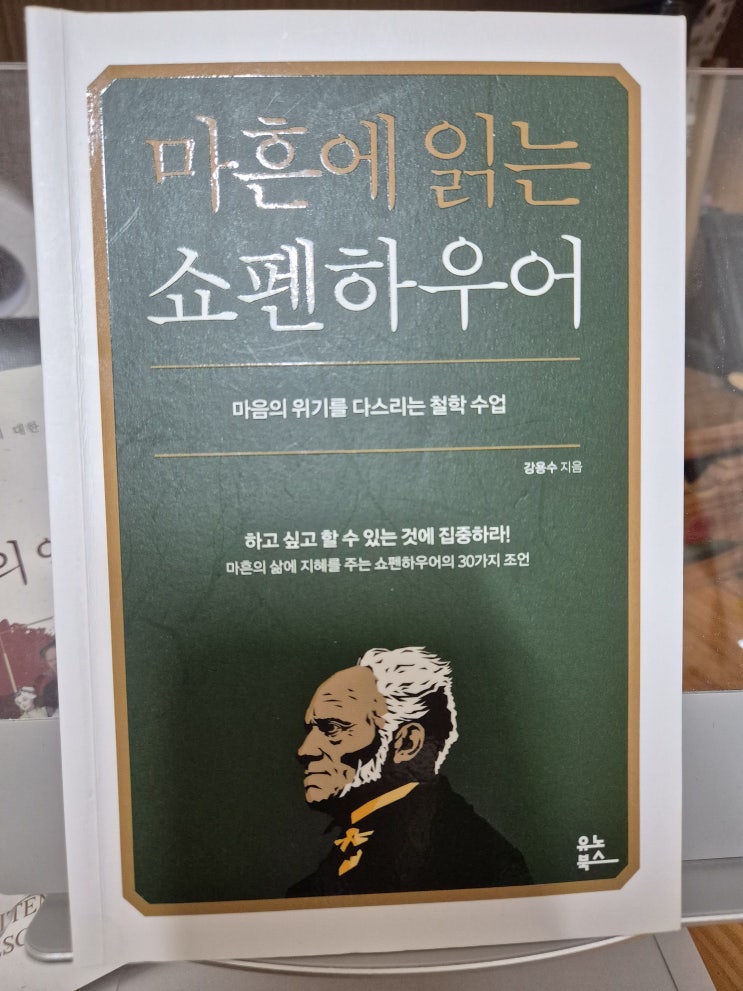 마흔에 읽는
쇼펜하우어
마음의 위기를 다스리는 철학 수업
강용수 지음
하고 싶고 할 수 있는 것에 집중하라!
마흔의 삶에 지혜를 주는 쇼펜하우어의 30가지 조언
유노
북스
대한
의